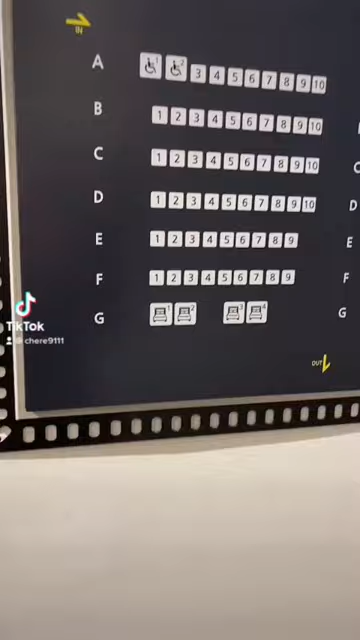 IN
A 1 2 3 4 5 6 7 8 9 10
B 1 2 3 4 5 6 7 8 9 10
C 1 2 3 4 5 6 7 8 9 10 C
D 1 2 3 4 5 6 7 8 9 10 D
E 1 2 3 4 5 6 7 8 9 E
F 1 2 3 4 5 6 7 8 9 F
G 1 2 3 4 G
OUT
TikTok
@chere9111